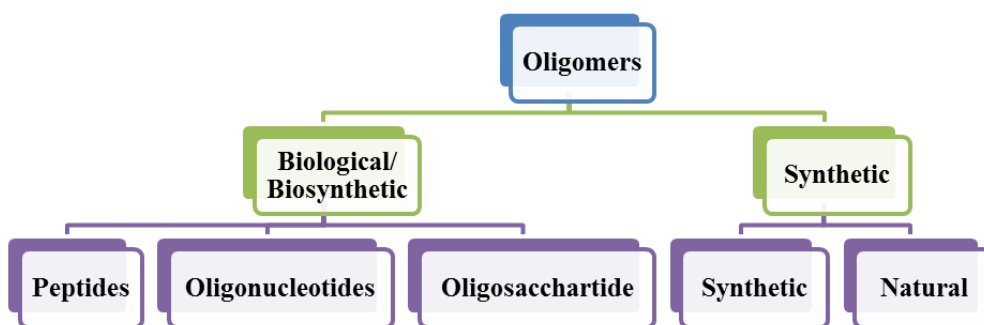 Oligomers
Biological/
Biosynthetic
Synthetic
Peptides
Oligonucleotides
Oligosacchartide
Synthetic
Natural